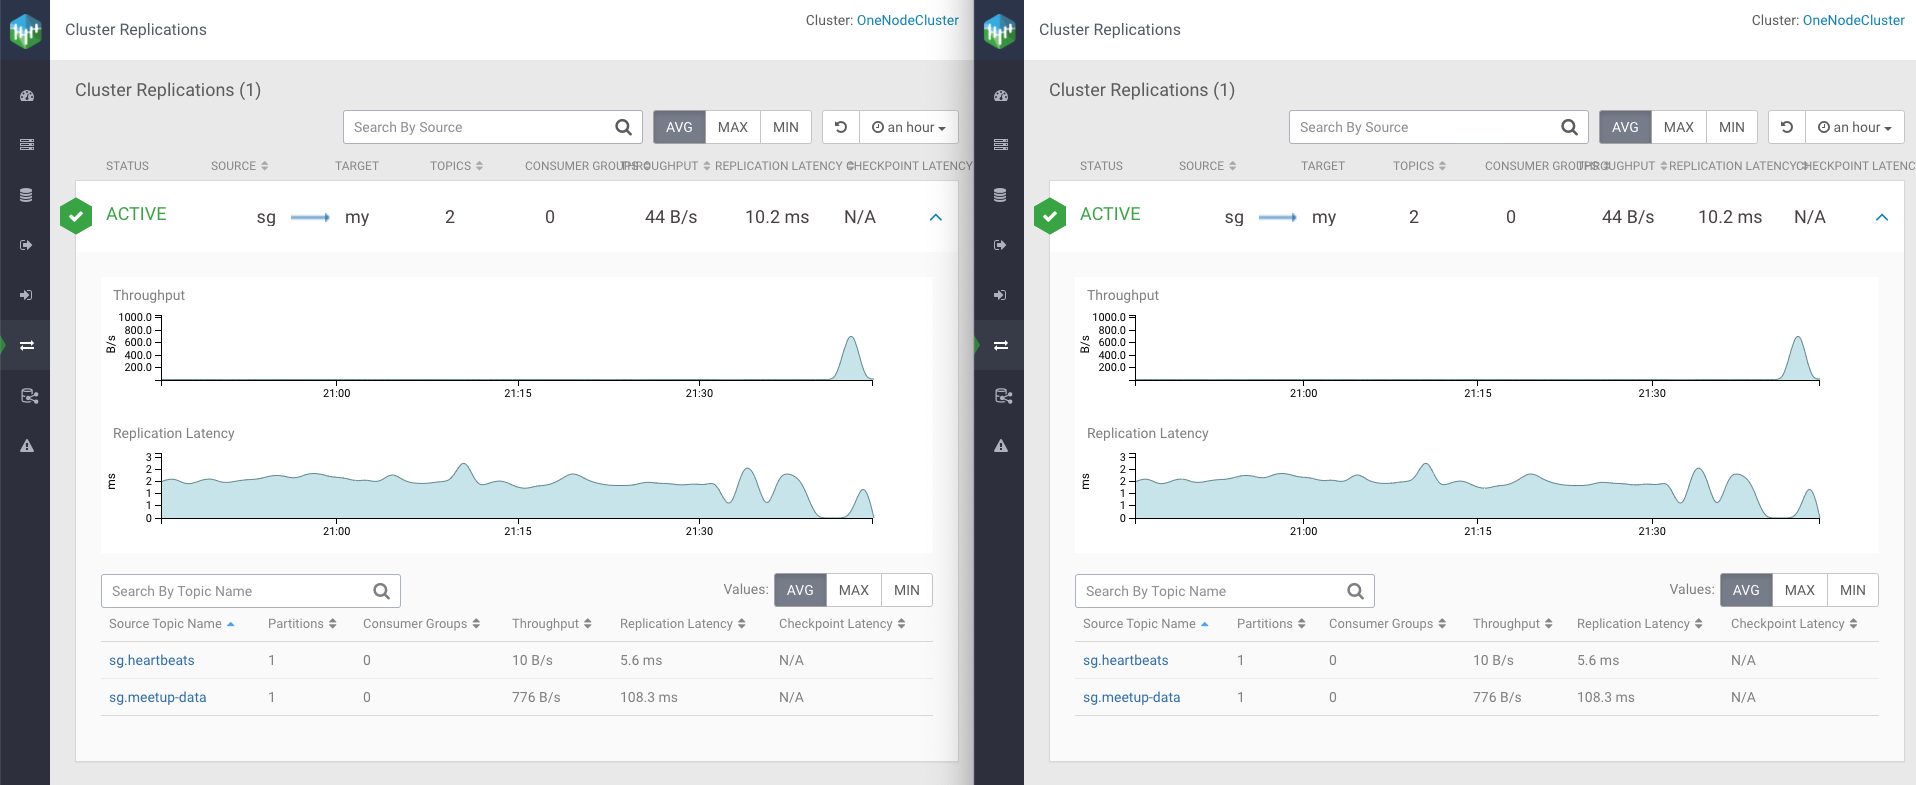 Cluster Replications
Cluster: OneNodeCluster
Cluster Replications (1)
Search By Source
AVG MAX MIN
an hour
STATUS SOURCE TARGET TOPICS CONSUMER GROUPS THROUGHPUT REPLICATION LATENCY CHECKPOINT LATENCY
ACTIVE sg my 2 0 44 B/s 10.2 ms N/A
Throughput
B/s
1000.0
800.0
600.0
400.0
200.0
21:00 21:15 21:30
Replication Latency
ms
3
2
2
1
1
0
21:00 21:15 21:30
Search By Topic Name
Values: AVG MAX MIN
Source Topic Name Partitions Consumer Groups Throughput Replication Latency Checkpoint Latency
sg.heartbeats 1 0 10 B/s 5.6 ms N/A
sg.meetup-data 1 0 776 B/s 108.3 ms N/A
Cluster Replications
Cluster: OneNodeCluster
Cluster Replications (1)
Search By Source
AVG MAX MIN
an hour
STATUS SOURCE TARGET TOPICS CONSUMER GROUPS THROUGHPUT REPLICATION LATENCY CHECKPOINT LATENC
ACTIVE sg my 2 0 44 B/s 10.2 ms N/A
Throughput
B/s
1000.0
800.0
600.0
400.0
200.0
21:00 21:15 21:30
Replication Latency
ms
3
2
2
1
1
0
21:00 21:15 21:30
Search By Topic Name
Values: AVG MAX MIN
Source Topic Name Partitions Consumer Groups Throughput Replication Latency Checkpoint Latency
sg.heartbeats 1 0 10 B/s 5.6 ms N/A
sg.meetup-data 1 0 776 B/s 108.3 ms N/A